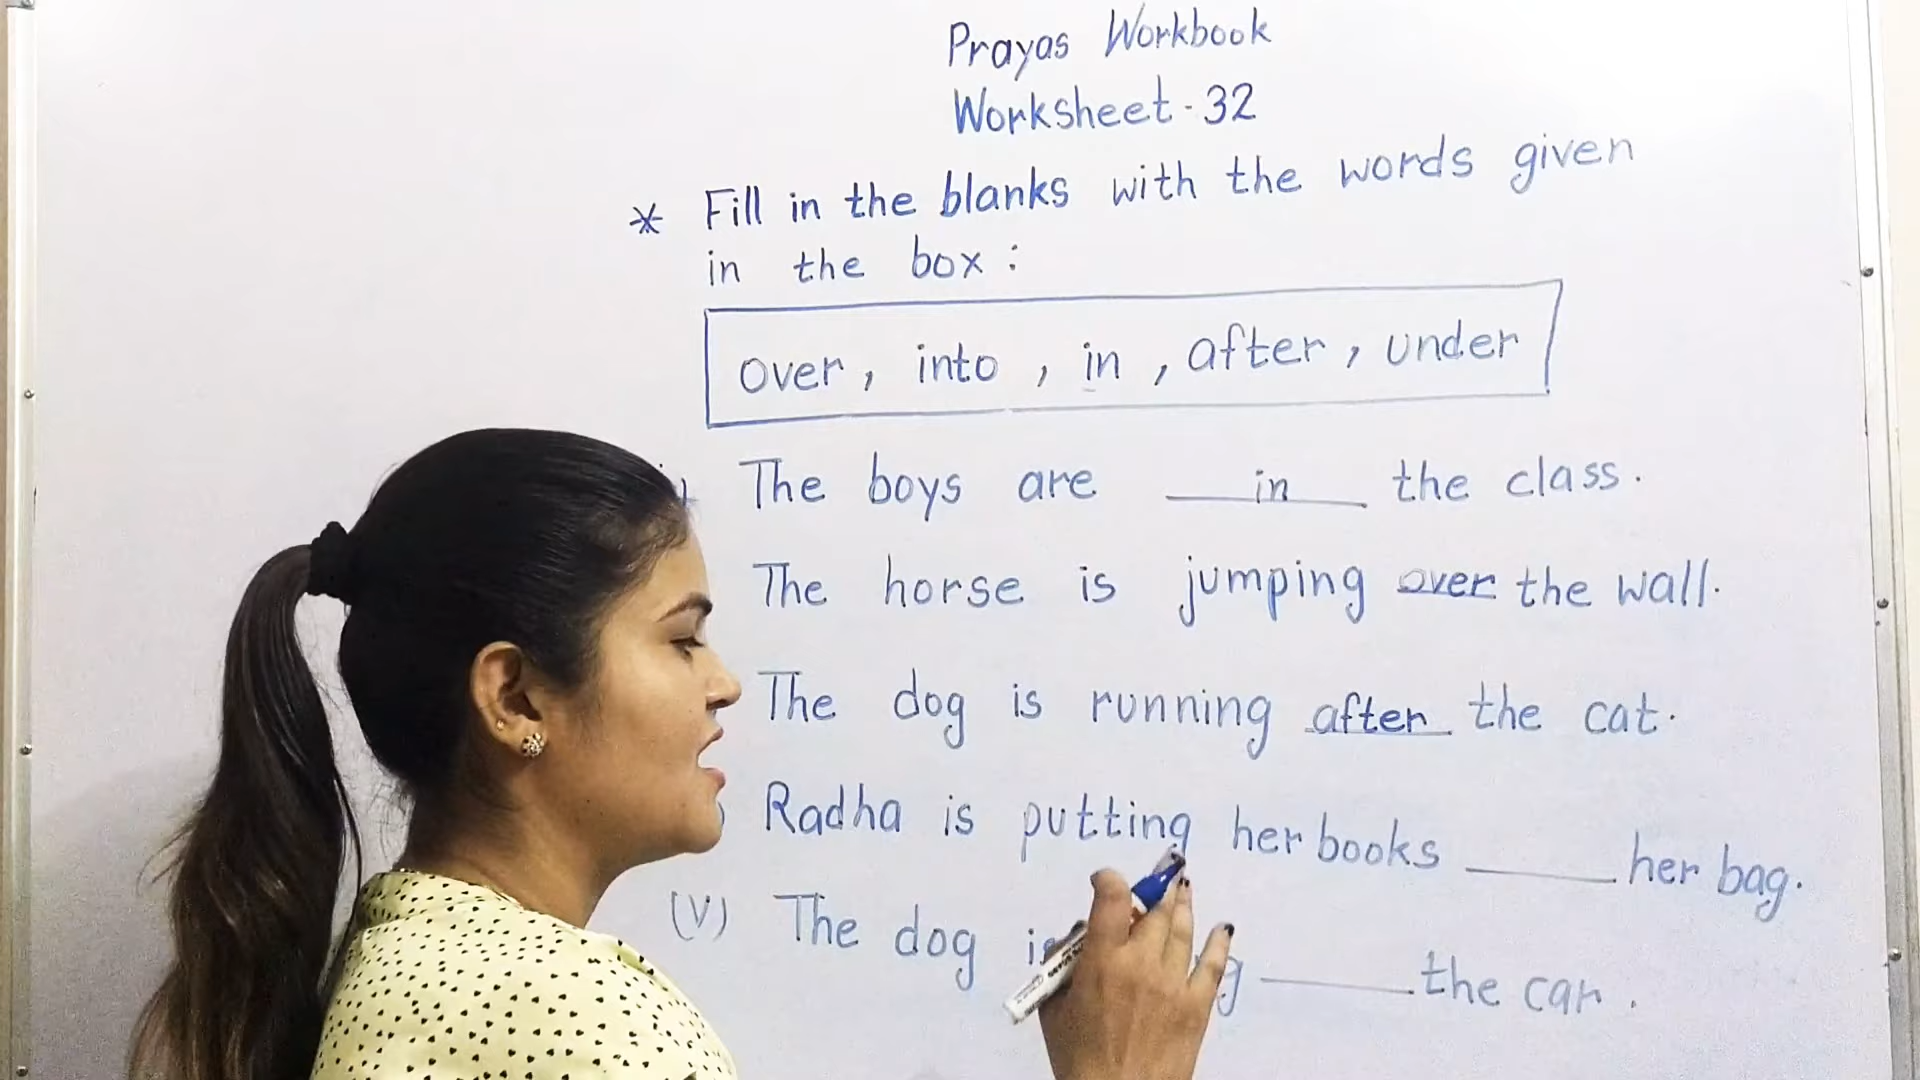 Prayas Workbook
Worksheet - 32
* Fill in the blanks with the words given
in the box :
over, into, in, after, under
The boys are in the class.
The horse is jumping over the wall.
The dog is running after the cat.
Radha is putting her books ____ her bag.
(V) The dog is ____ the car.